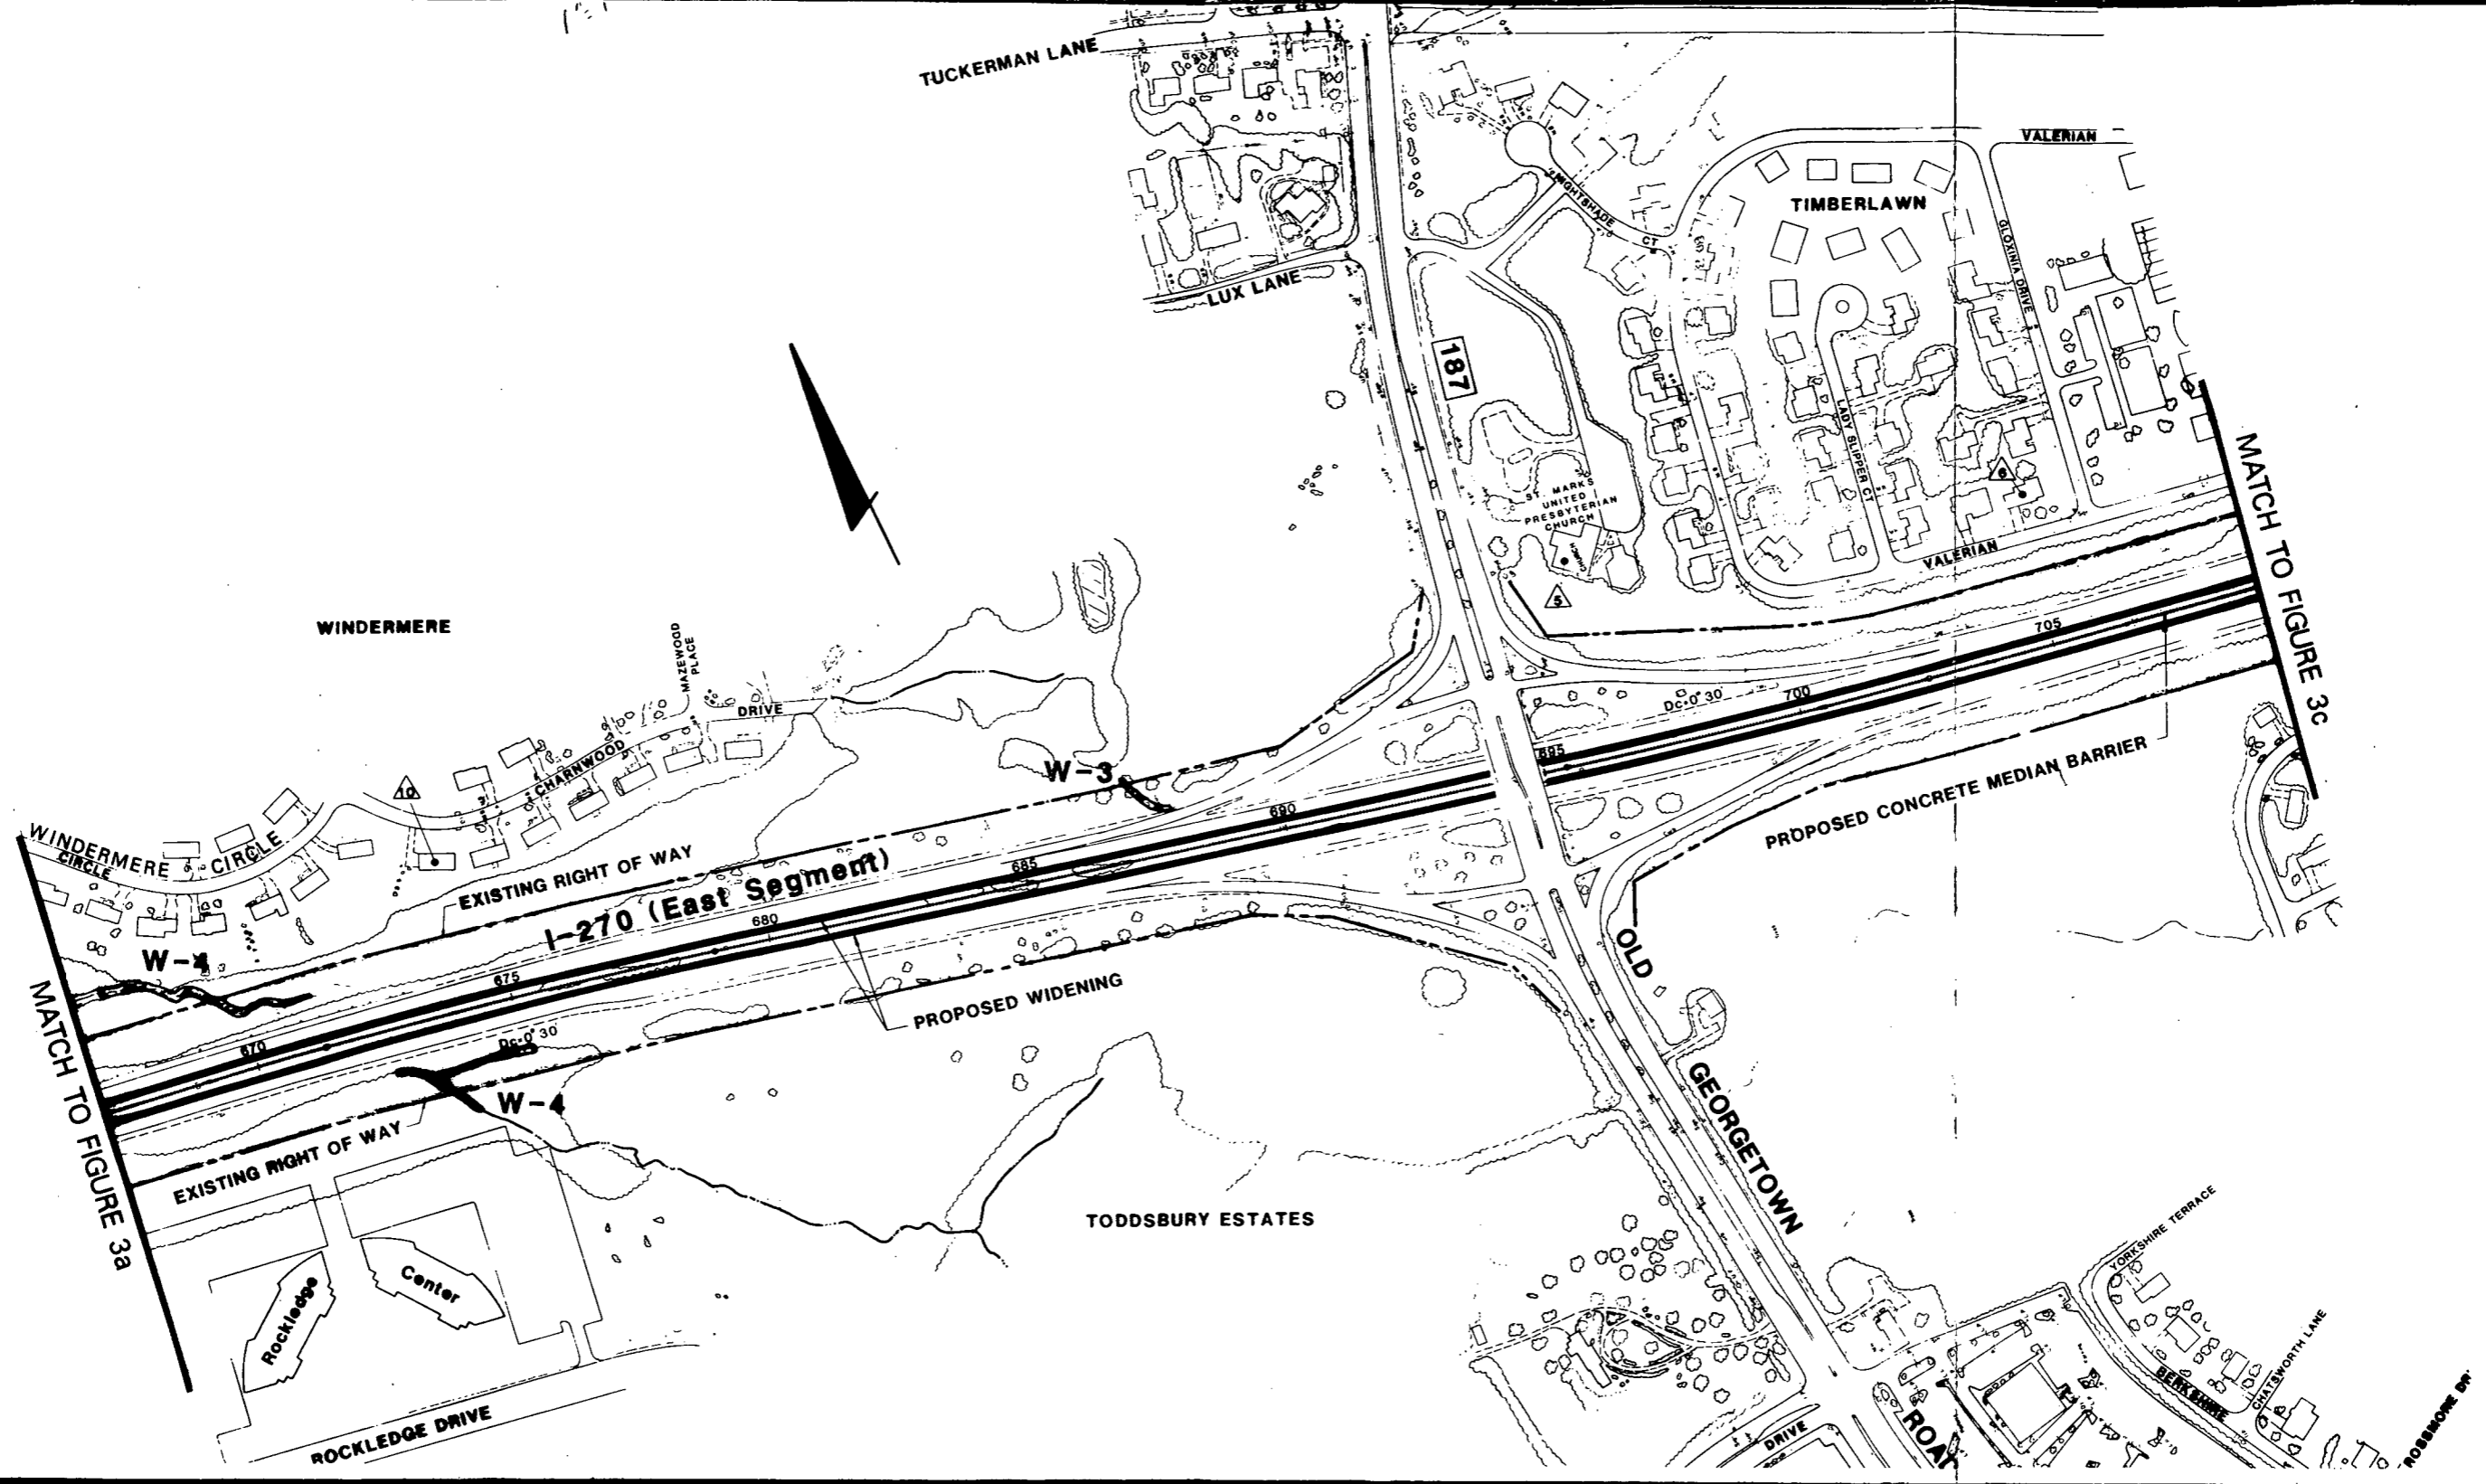 TUCKERMAN LANE
VALERIAN
TIMBERLAWN
NIGHTSHADE
CT
GLOXINIA DRIVE
LUX LANE
187
LADY SLIPPER CT
6
ST. MARKS
UNITED
PRESBYTERIAN
CHURCH
CHURCH
5
VALERIAN
MATCH TO FIGURE 3c
WINDERMERE
MAZEWOOD
PLACE
DRIVE
CHARNWOOD
10
WINDERMERE CIRCLE
CIRCLE
W-3
705
700
Dc=0°30'
695
690
685
680
675
670
PROPOSED CONCRETE MEDIAN BARRIER
EXISTING RIGHT OF WAY
I-270 (East Segment)
W-4
Dc=0°30'
PROPOSED WIDENING
W-4
EXISTING RIGHT OF WAY
MATCH TO FIGURE 3a
OLD
GEORGETOWN
ROAD
TODDSBURY ESTATES
Rockledge
Center
ROCKLEDGE DRIVE
YORKSHIRE TERRACE
BERKSHIRE
CHATSWORTH LANE
ROSSMORE DR
DRIVE